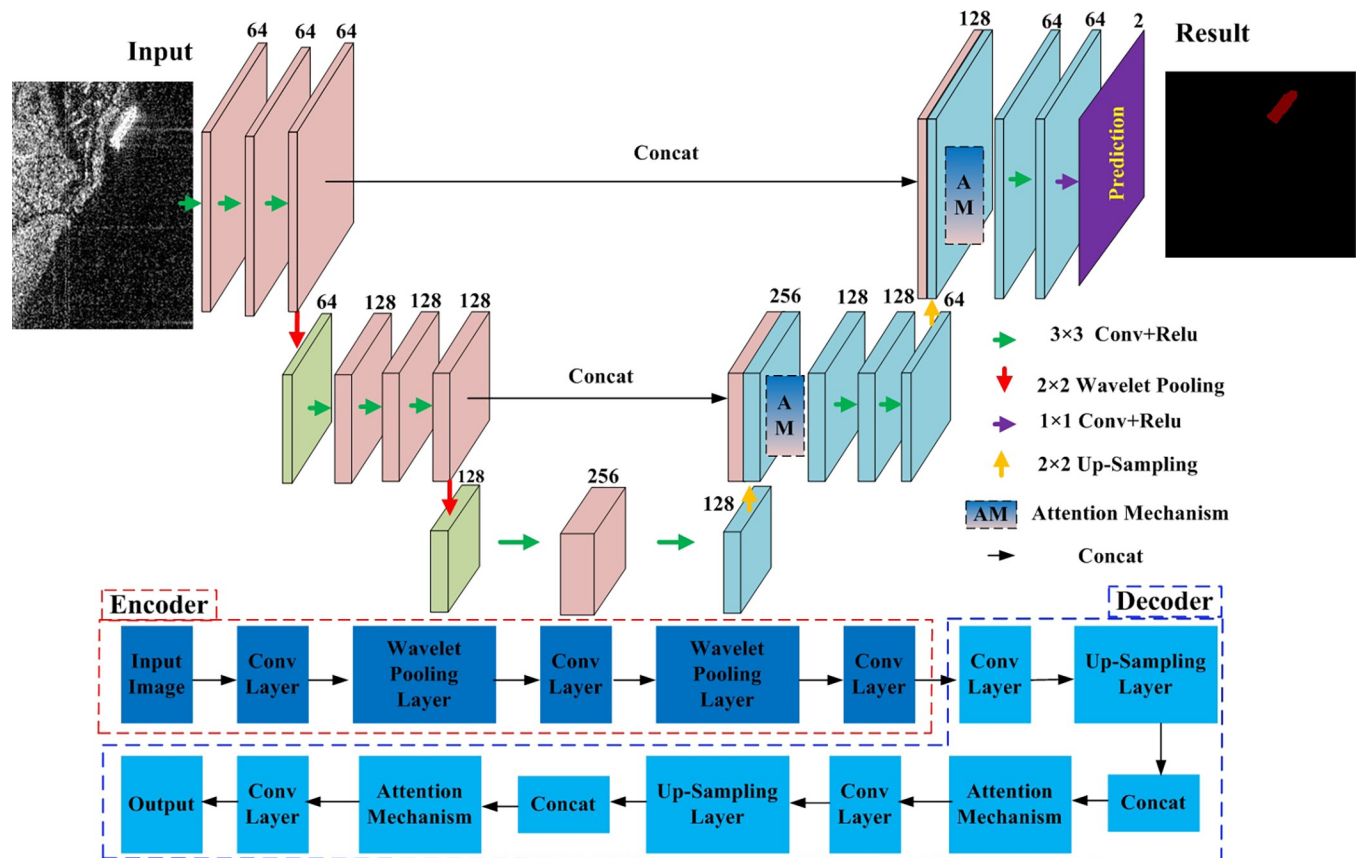 Input
64
64
64
128
64
64
2
Result
Concat
A
M
Prediction
64
128
128
128
256
128
128
64
Concat
A
M
3×3 Conv+Relu
2×2 Wavelet Pooling
1×1 Conv+Relu
2×2 Up-Sampling
AM Attention Mechanism
Concat
128
256
128
Encoder
Decoder
Input
Image
Conv
Layer
Wavelet
Pooling
Layer
Conv
Layer
Wavelet
Pooling
Layer
Conv
Layer
Conv
Layer
Up-Sampling
Layer
Output
Conv
Layer
Attention
Mechanism
Concat
Up-Sampling
Layer
Conv
Layer
Attention
Mechanism
Concat